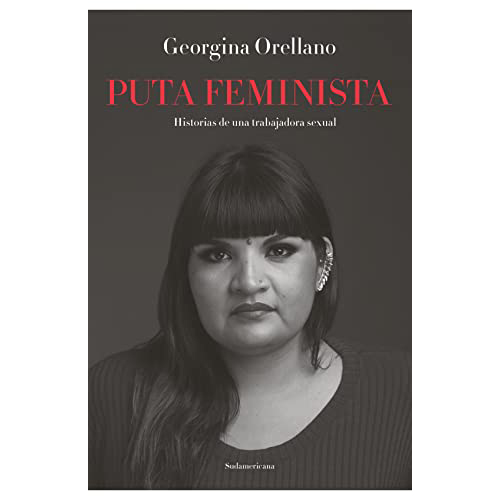 Georgina Orellano
PUTA FEMINISTA
Historias de una trabajadora sexual
Sudamericana